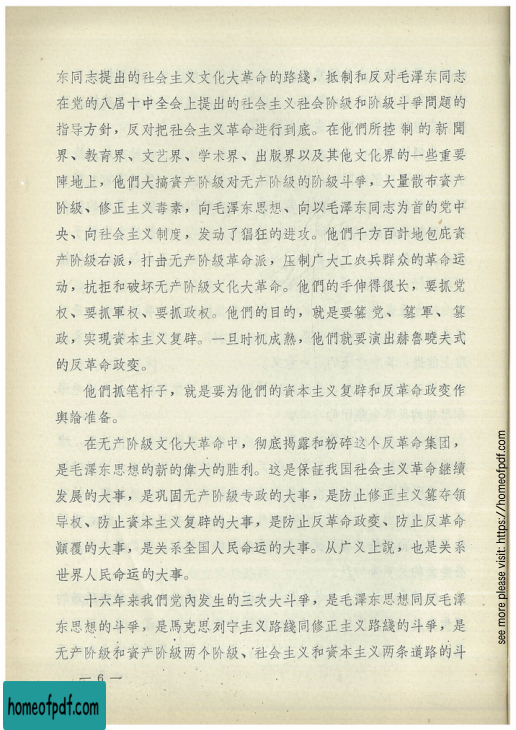 东同志提出的社会主义文化大革命的路綫，抵制和反对毛澤东同志
在党的八届十中全会上提出的社会主义社会阶級和阶級斗爭問題的
指导方針，反对把社会主义革命进行到底。在他們所控制的新聞
界、教育界、文艺界、学术界、出版界以及其他文化界的一些重要
陣地上，他們大搞資产阶級对无产阶級的阶級斗爭，大量散布資产
阶級、修正主义毒素，向毛澤东思想、向以毛澤东同志为首的党中
央、向社会主义制度，发动了猖狂的进攻。他們千方百計地包庇資
产阶級右派，打击无产阶級革命派，压制广大工农兵群众的革命运
动，抗拒和破坏无产阶級文化大革命。他們的手伸得很长，要抓党
权、要抓軍权、要抓政权。他們的目的，就是要篡党、篡軍、篡
政，实现資本主义复辟。一旦时机成熟，他們就要演出赫魯曉夫式
的反革命政变。
他們抓笔杆子，就是要为他們的資本主义复辟和反革命政变作
輿論准备。
在无产阶級文化大革命中，彻底揭露和粉碎这个反革命集团，
是毛澤东思想的新的偉大的胜利。这是保証我国社会主义革命継續
发展的大事，是巩固无产阶級专政的大事，是防止修正主义篡夺領
导权、防止資本主义复辟的大事，是防止反革命政变、防止反革命
顚覆的大事，是关系全国人民命运的大事。从广义上說，也是关系
世界人民命运的大事。
十六年来我們党內发生的三次大斗爭，是毛澤东思想同反毛澤
东思想的斗爭，是馬克思列宁主义路綫同修正主义路綫的斗爭，是
无产阶級和資产阶級两个阶級、社会主义和資本主义两条道路的斗
— 6 —
homeofpdf.com
see more please visit: https://homeofpdf.com